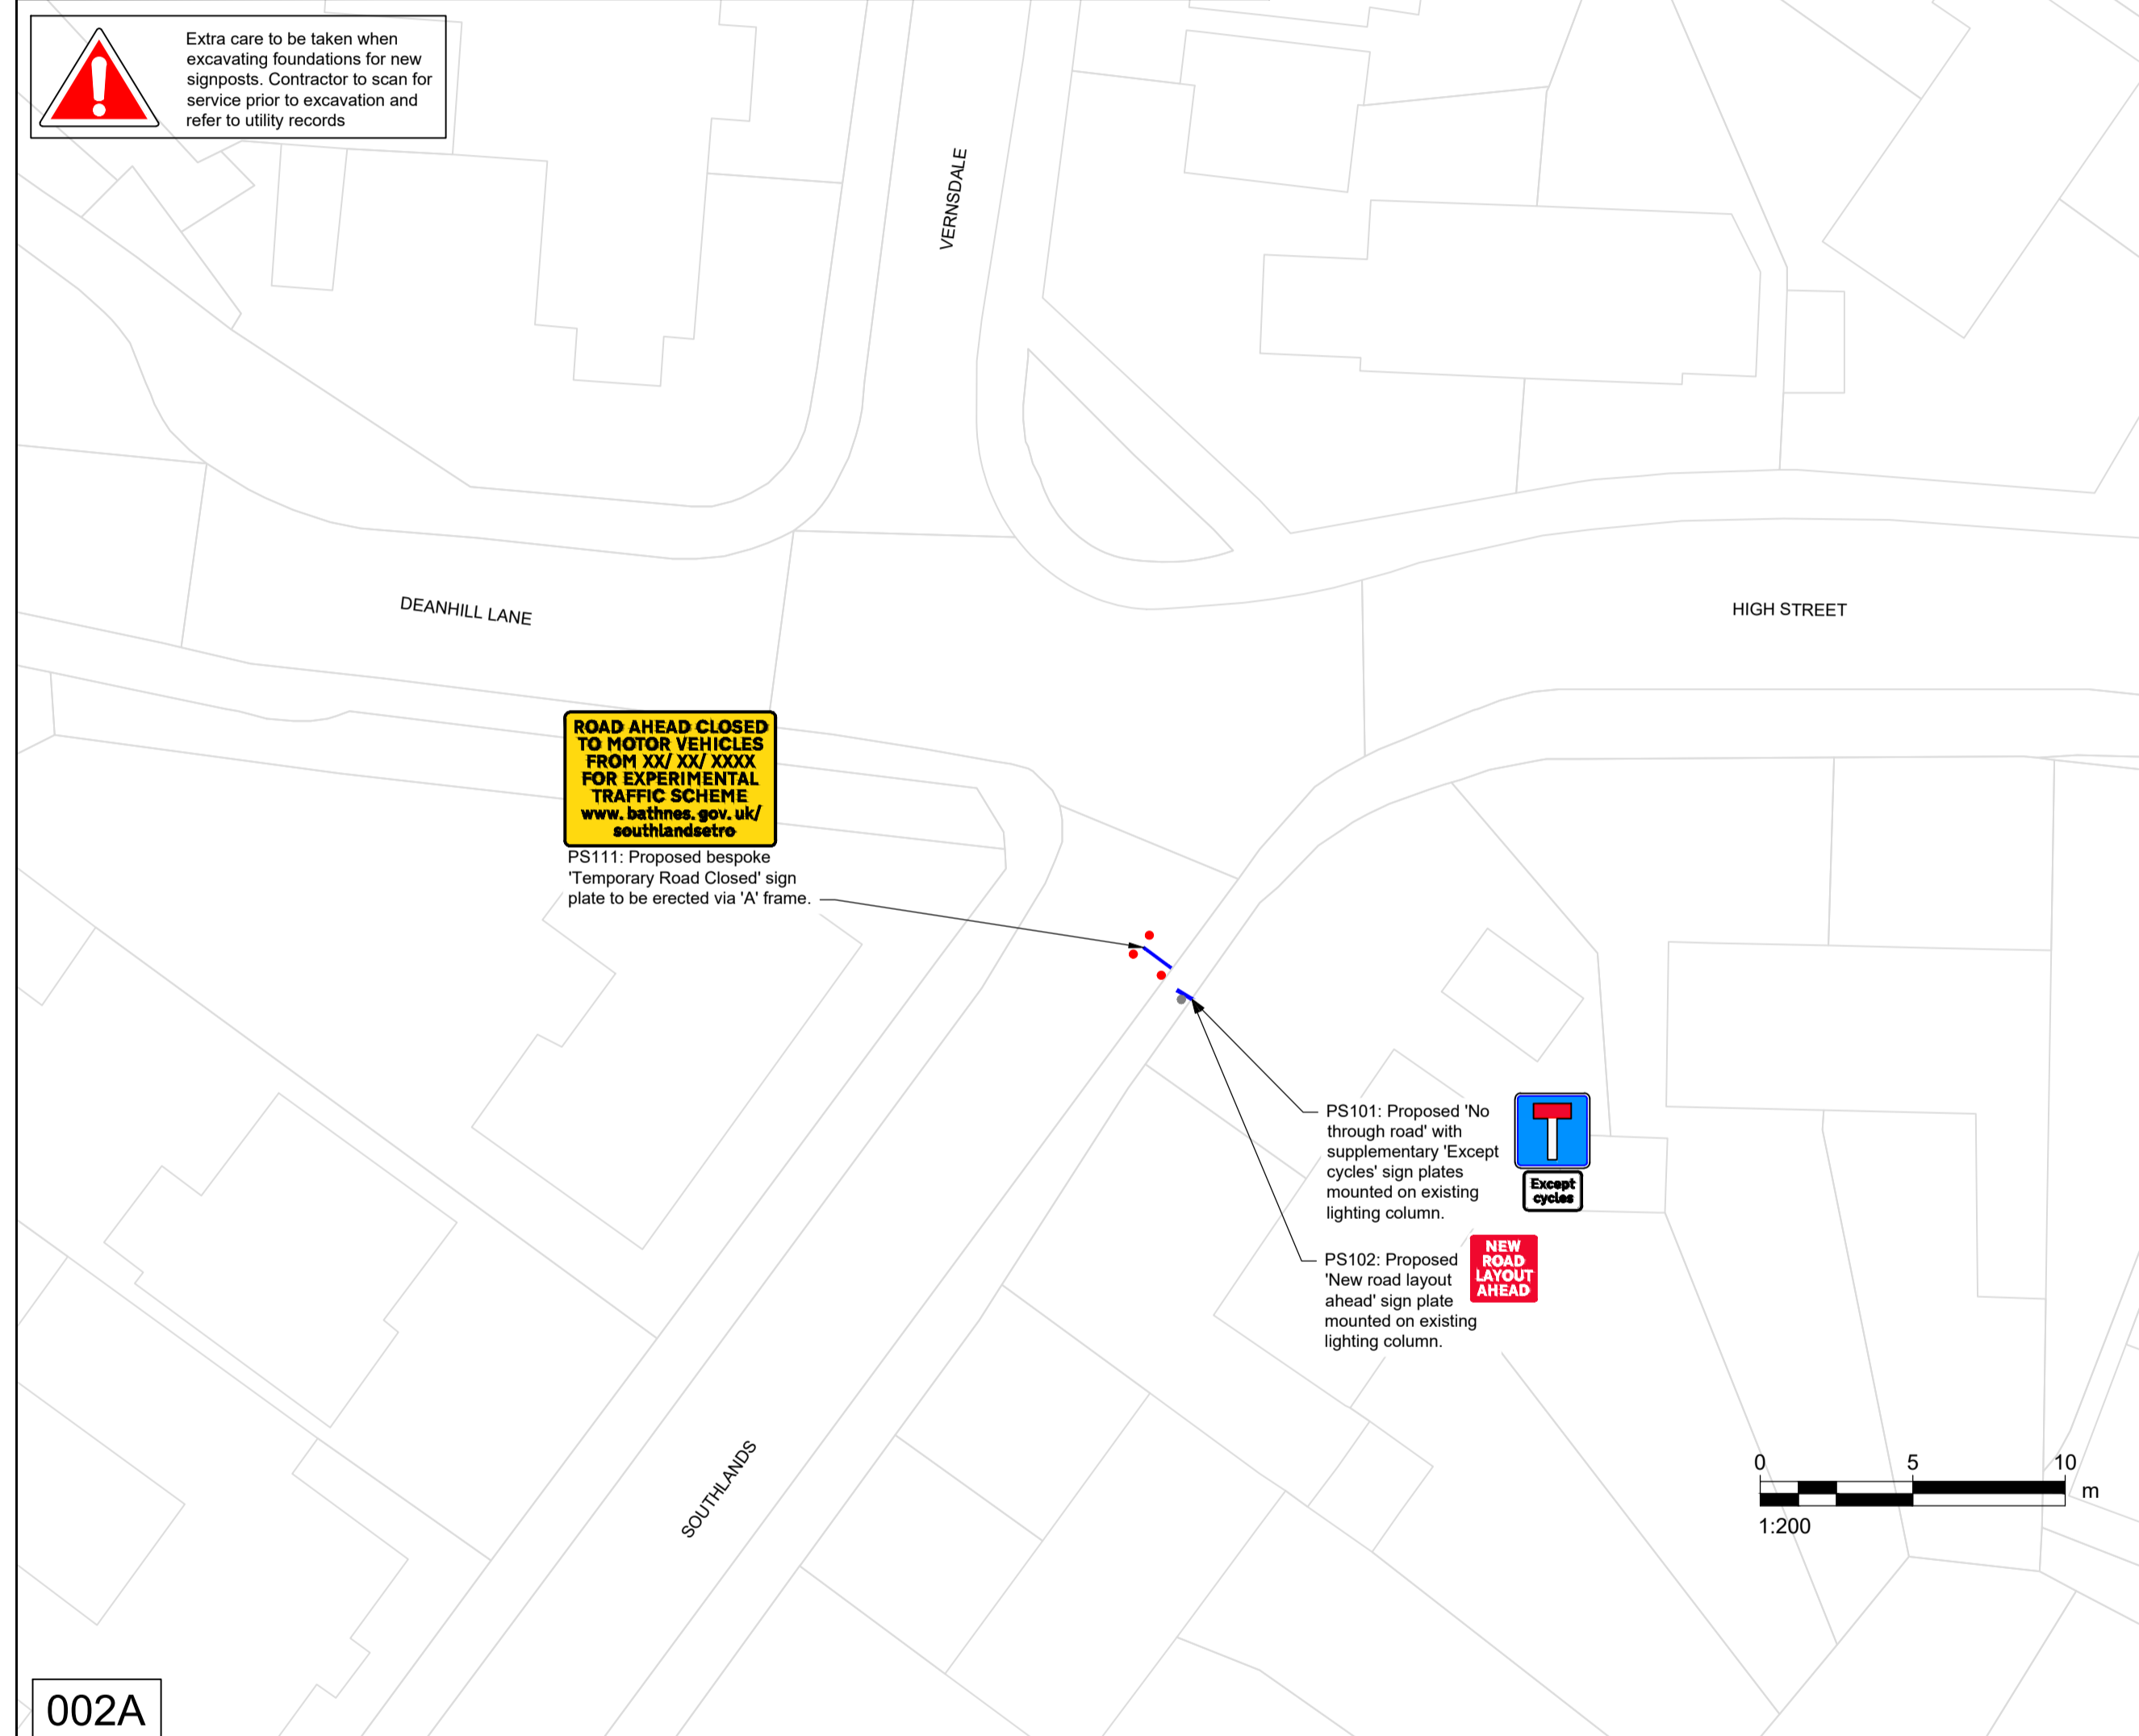 Extra care to be taken when
excavating foundations for new
signposts. Contractor to scan for
service prior to excavation and
refer to utility records
VERNSDALE
DEANHILL LANE
HIGH STREET
ROAD AHEAD CLOSED
TO MOTOR VEHICLES
FROM XX/ XX/ XXXX
FOR EXPERIMENTAL
TRAFFIC SCHEME
www. bathnes. gov. uk/
southlandsetro
PS111: Proposed bespoke
'Temporary Road Closed' sign
plate to be erected via 'A' frame.
PS101: Proposed 'No
through road' with
supplementary 'Except
cycles' sign plates
mounted on existing
lighting column.
Except
cycles
PS102: Proposed
'New road layout
ahead' sign plate
mounted on existing
lighting column.
NEW
ROAD
LAYOUT
AHEAD
SOUTHLANDS
0 5 10
m
1:200
002A